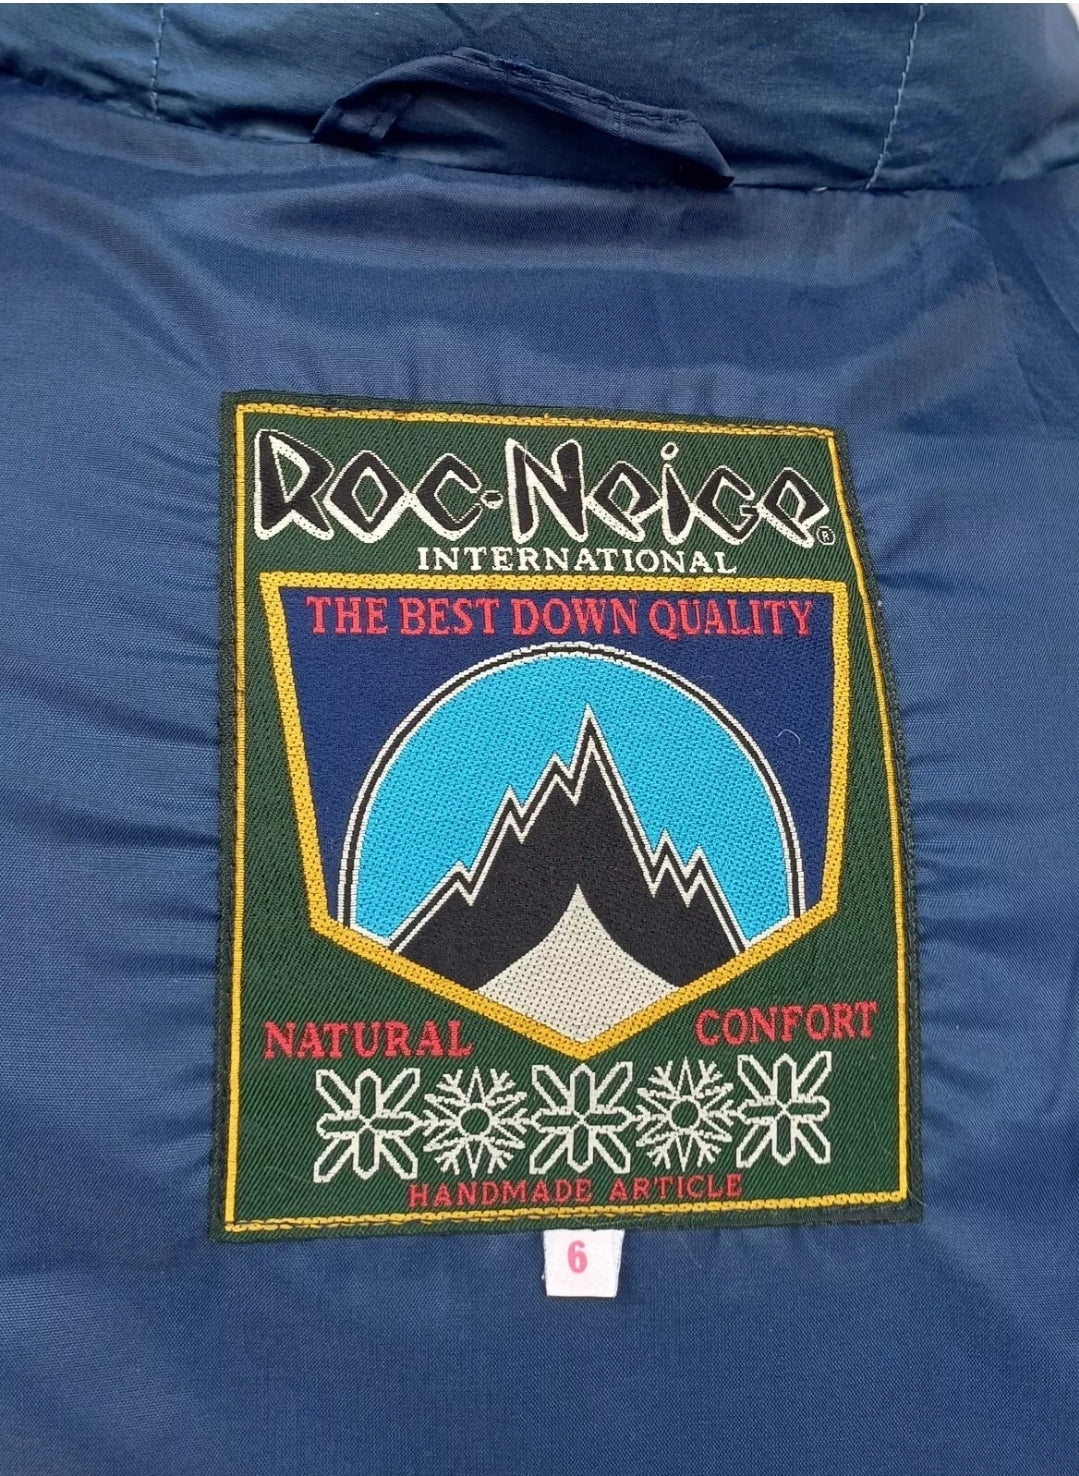 Roc-Neige®
INTERNATIONAL
THE BEST DOWN QUALITY
NATURAL CONFORT
HANDMADE ARTICLE
6